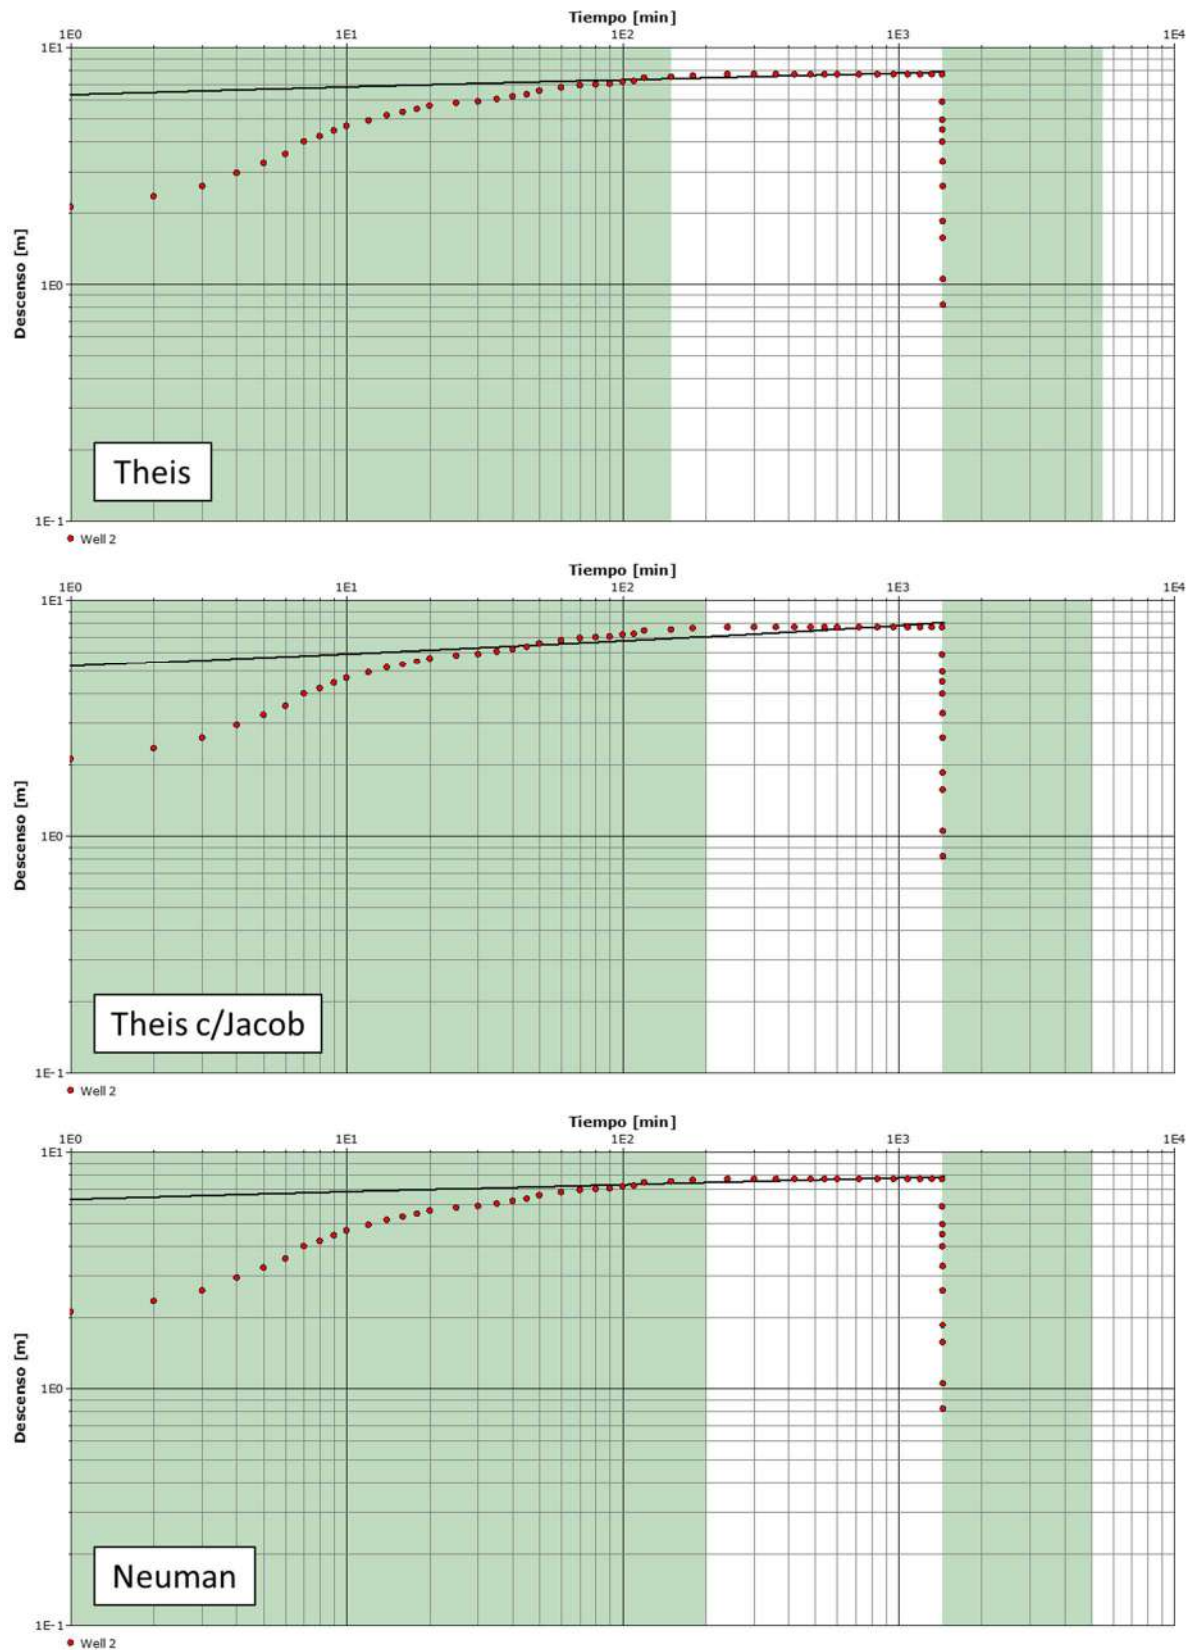 Tiempo [min]
1E0 1E1 1E2 1E3 1E4
1E1
Descenso [m]
1E0
Theis
1E-1
Well 2
Tiempo [min]
1E0 1E1 1E2 1E3 1E4
1E1
Descenso [m]
1E0
Theis c/Jacob
1E-1
Well 2
Tiempo [min]
1E0 1E1 1E2 1E3 1E4
1E1
Descenso [m]
1E0
Neuman
1E-1
Well 2